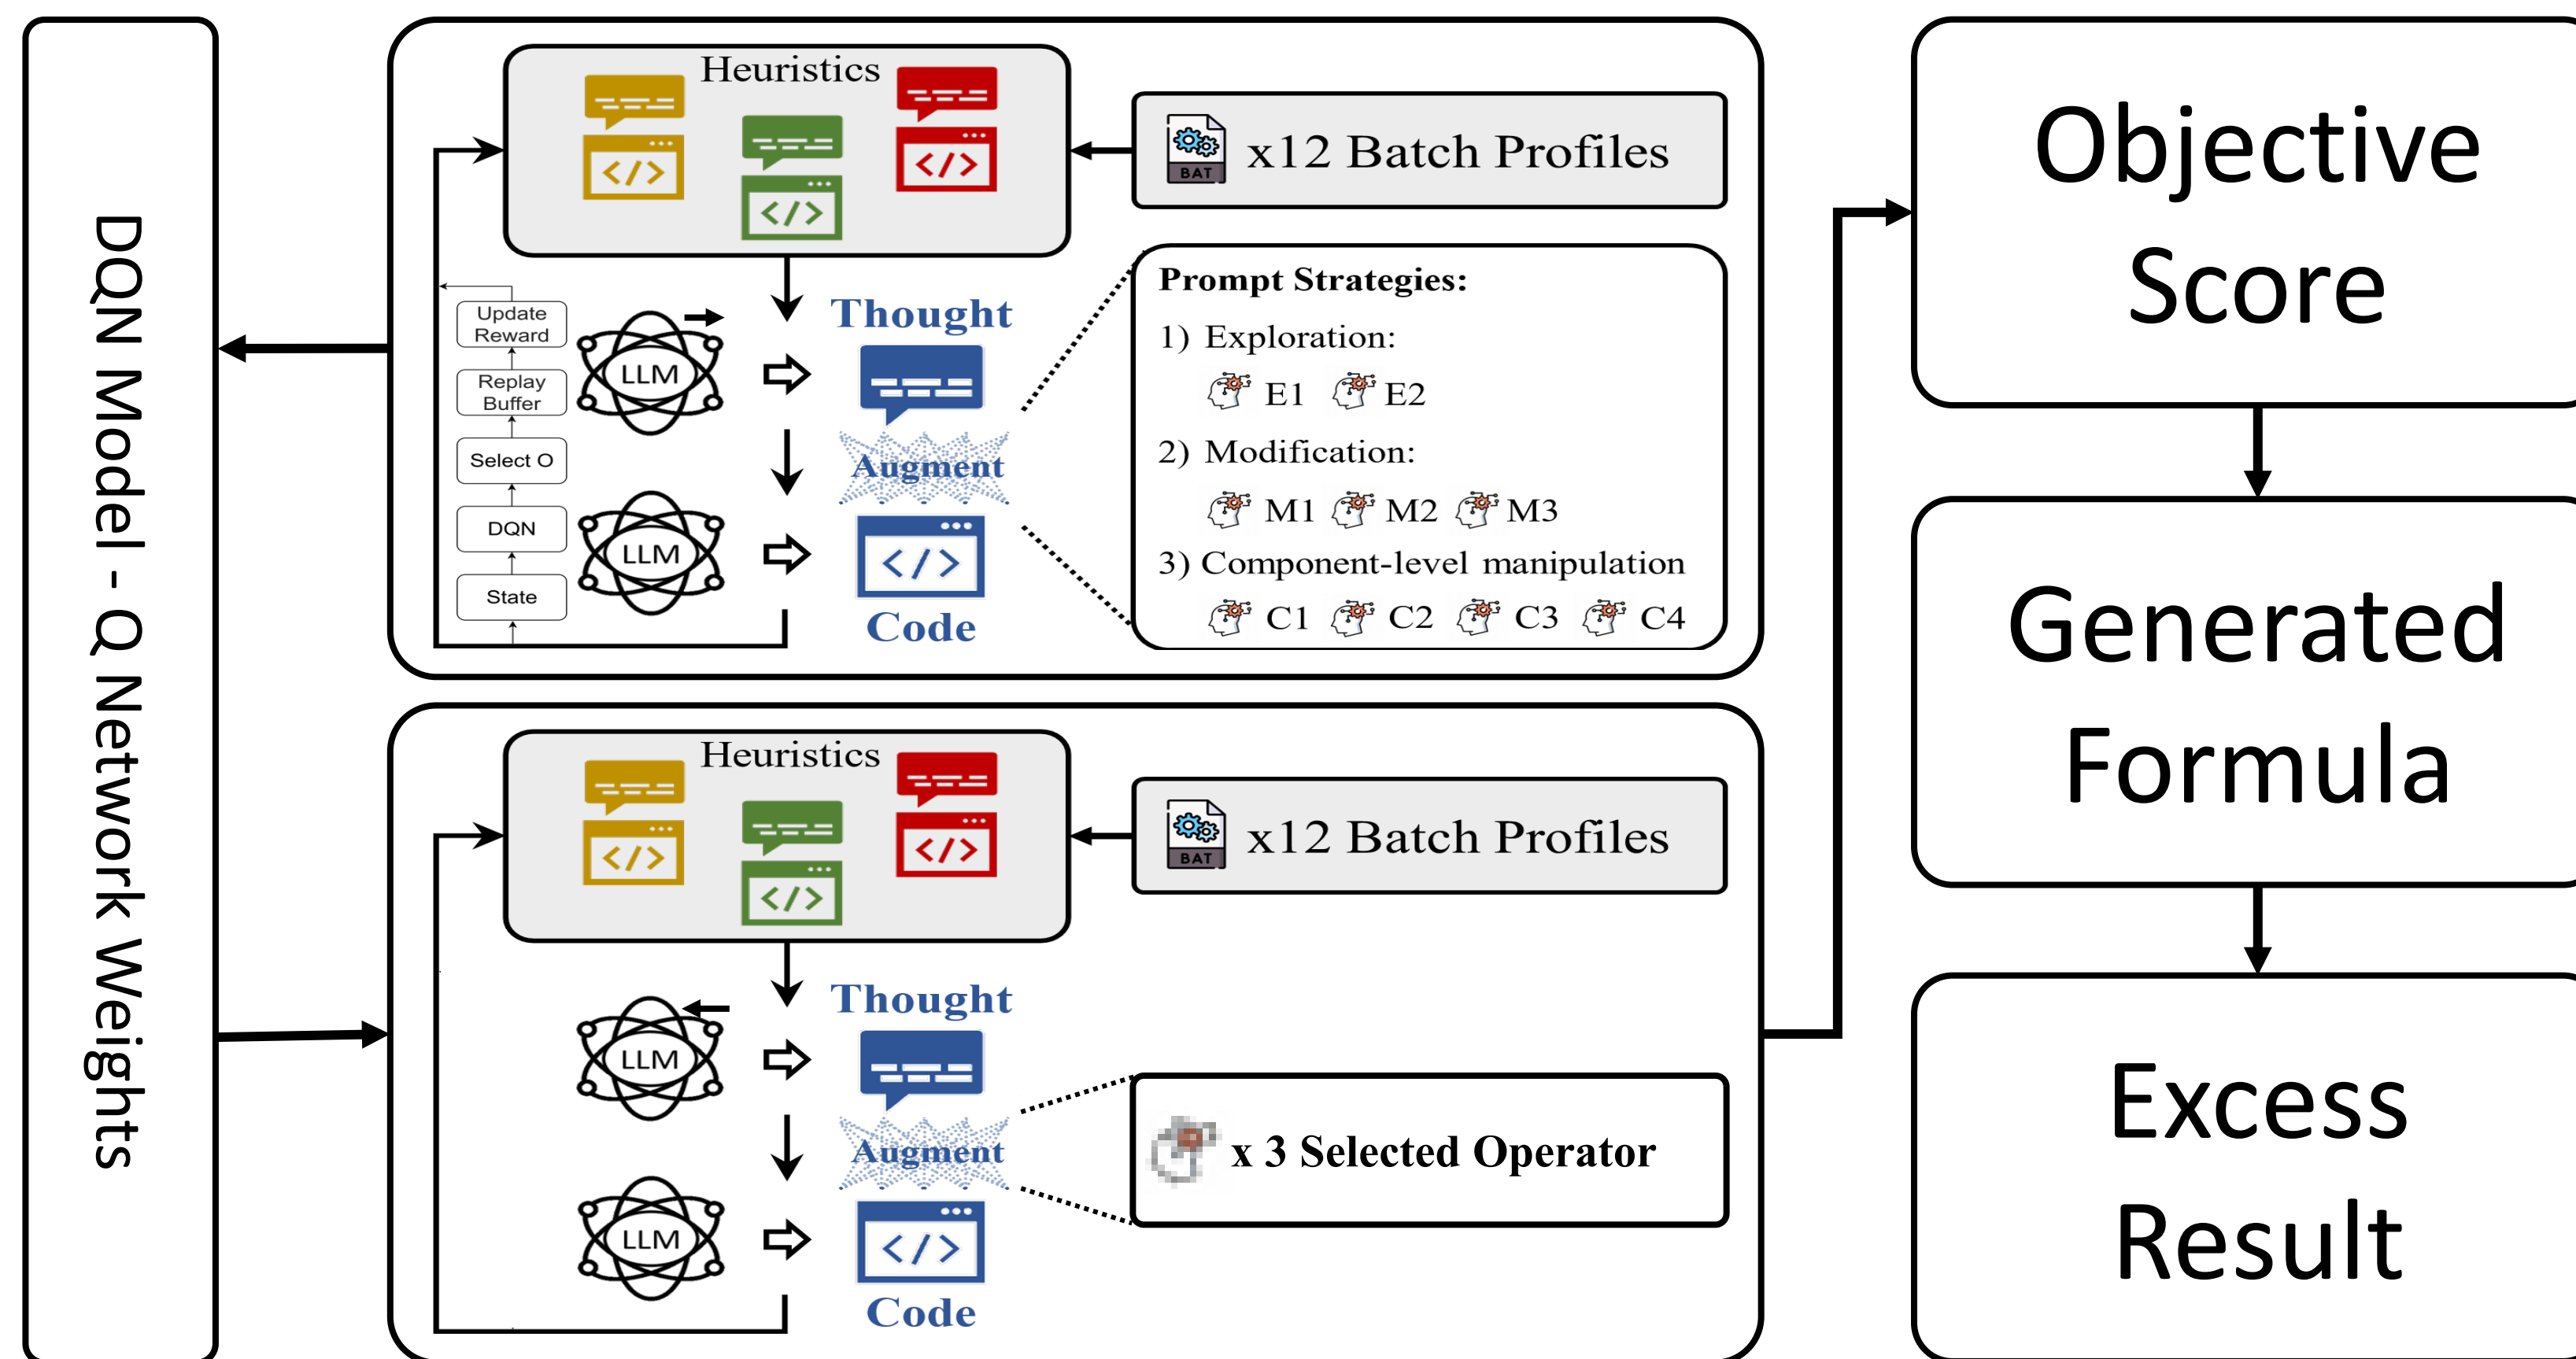 DQN Model - Q Network Weights
Heuristics
x12 Batch Profiles
BAT
Thought
LLM
Augment
LLM
Code
Update
Reward
Replay
Buffer
Select O
DQN
State
Prompt Strategies:
1) Exploration:
E1 E2
2) Modification:
M1 M2 M3
3) Component-level manipulation
C1 C2 C3 C4
Heuristics
x12 Batch Profiles
BAT
Thought
LLM
Augment
LLM
Code
x 3 Selected Operator
Objective
Score
Generated
Formula
Excess
Result